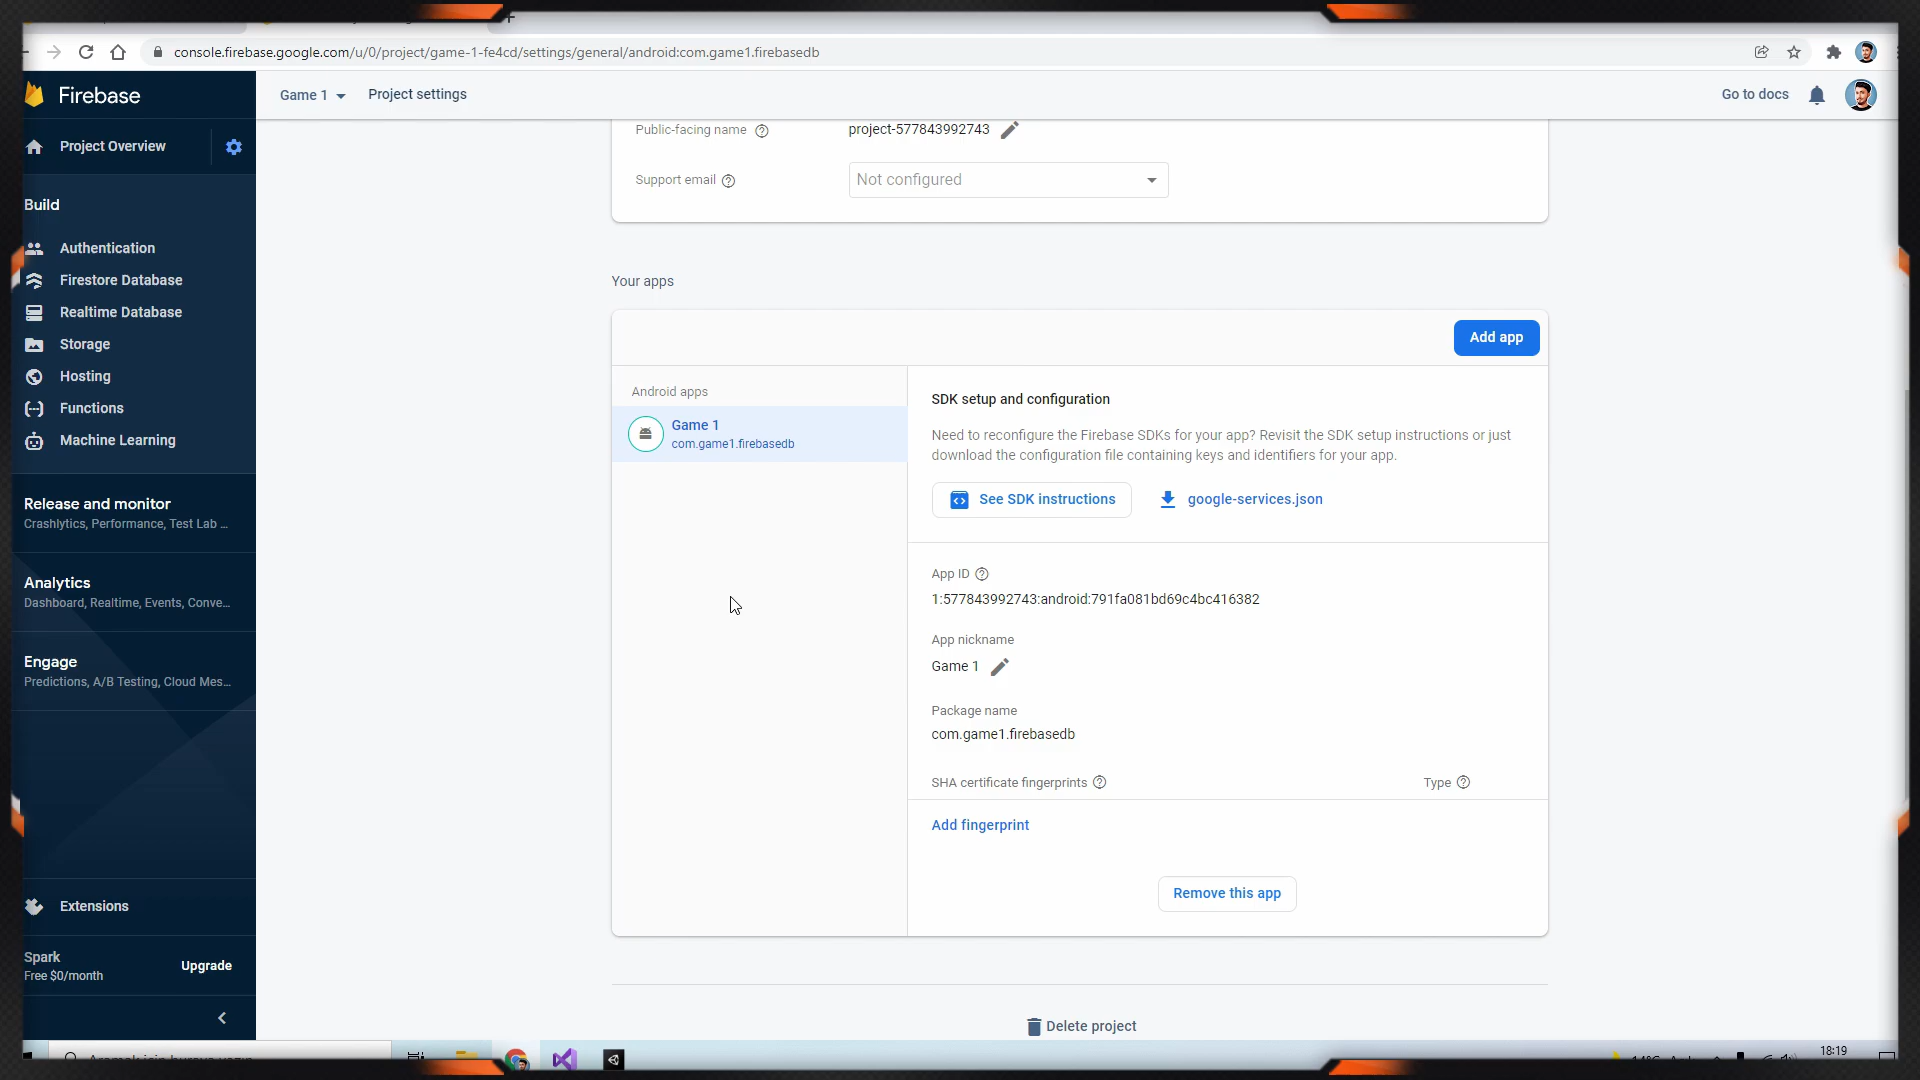 console.firebase.google.com/u/0/project/game-1-fe4cd/settings/general/android:com.game1.firebasedb
Firebase
Game 1
Project settings
Go to docs
Project Overview
Public-facing name
project-577843992743
Support email
Not configured
Build
Authentication
Firestore Database
Realtime Database
Storage
Hosting
Functions
Machine Learning
Release and monitor
Crashlytics, Performance, Test Lab ...
Analytics
Dashboard, Realtime, Events, Conve...
Engage
Predictions, A/B Testing, Cloud Mes...
Extensions
Spark
Free $0/month
Upgrade
Your apps
Add app
Android apps
Game 1
com.game1.firebasedb
SDK setup and configuration
Need to reconfigure the Firebase SDKs for your app? Revisit the SDK setup instructions or just
download the configuration file containing keys and identifiers for your app.
See SDK instructions
google-services.json
App ID
1:577843992743:android:791fa081bd69c4bc416382
App nickname
Game 1
Package name
com.game1.firebasedb
SHA certificate fingerprints
Type
Add fingerprint
Remove this app
Delete project
18:19